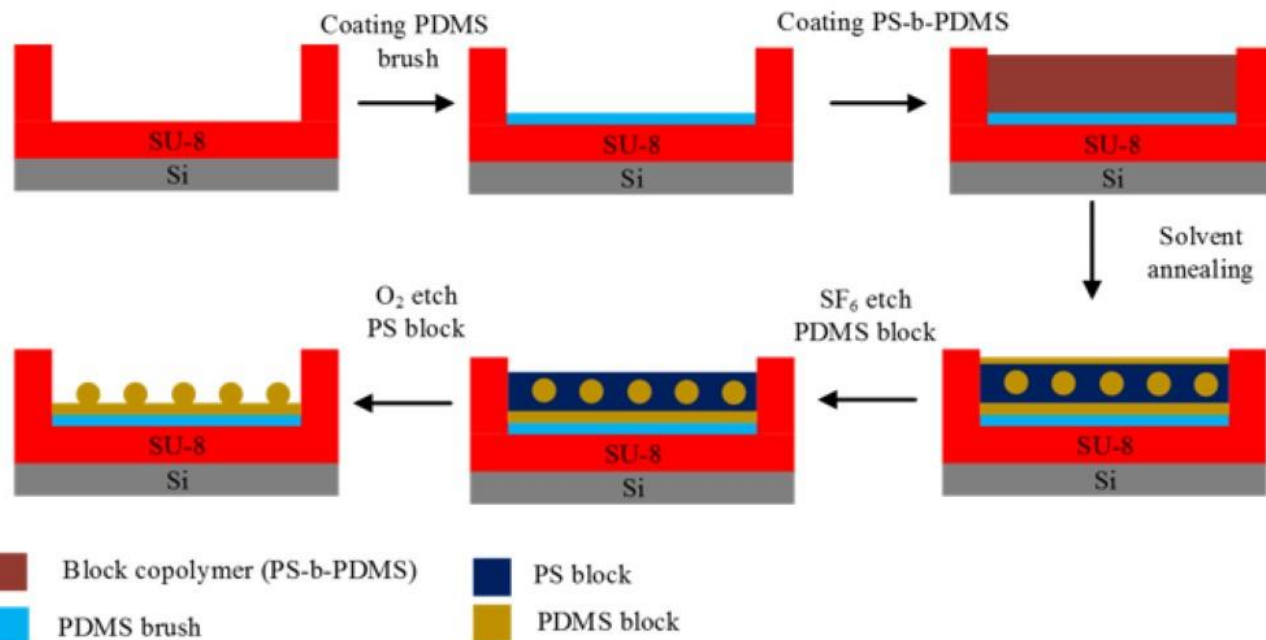 Coating PDMS
brush
Coating PS-b-PDMS
SU-8
Si
SU-8
Si
SU-8
Si
Solvent
annealing
SF₆ etch
PDMS block
O₂ etch
PS block
SU-8
Si
SU-8
Si
SU-8
Si
Block copolymer (PS-b-PDMS)
PS block
PDMS brush
PDMS block